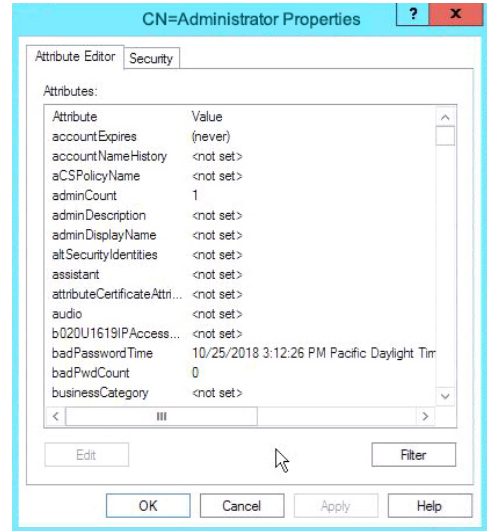 CN=Administrator Properties ? x
Attribute Editor Security
Attributes:
Attribute Value
accountExpires (never)
accountNameHistory <not set>
aCSPolicyName <not set>
adminCount 1
adminDescription <not set>
adminDisplayName <not set>
altSecurityIdentities <not set>
assistant <not set>
attributeCertificateAttri... <not set>
audio <not set>
b020U1619IPAccess... <not set>
badPasswordTime 10/25/2018 3:12:26 PM Pacific Daylight Tim
badPwdCount 0
businessCategory <not set>
Edit Filter
OK Cancel Apply Help